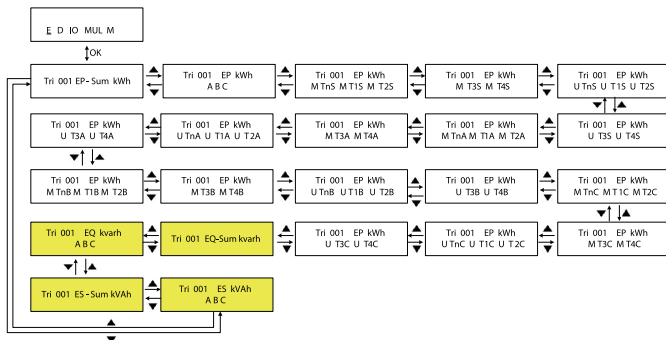 E D IO MUL M
OK
Tri 001 EP-Sum kWh
Tri 001 EP kWh
A B C
Tri 001 EP kWh
M TnS M T1S M T2S
Tri 001 EP kWh
M T3S M T4S
Tri 001 EP kWh
U TnS U T1S U T2S
Tri 001 EP kWh
U T3A U T4A
Tri 001 EP kWh
U TnA U T1A U T2A
Tri 001 EP kWh
M T3A M T4A
Tri 001 EP kWh
M TnA M T1A M T2A
Tri 001 EP kWh
U T3S U T4S
Tri 001 EP kWh
M TnB M T1B M T2B
Tri 001 EP kWh
M T3B M T4B
Tri 001 EP kWh
U TnB U T1B U T2B
Tri 001 EP kWh
U T3B U T4B
Tri 001 EP kWh
M TnC M T1C M T2C
Tri 001 EQ kvarh
A B C
Tri 001 EQ-Sum kvarh
Tri 001 EP kWh
U T3C U T4C
Tri 001 EP kWh
U TnC U T1C U T2C
Tri 001 EP kWh
M T3C M T4C
Tri 001 ES-Sum kVAh
Tri 001 ES kVAh
A B C